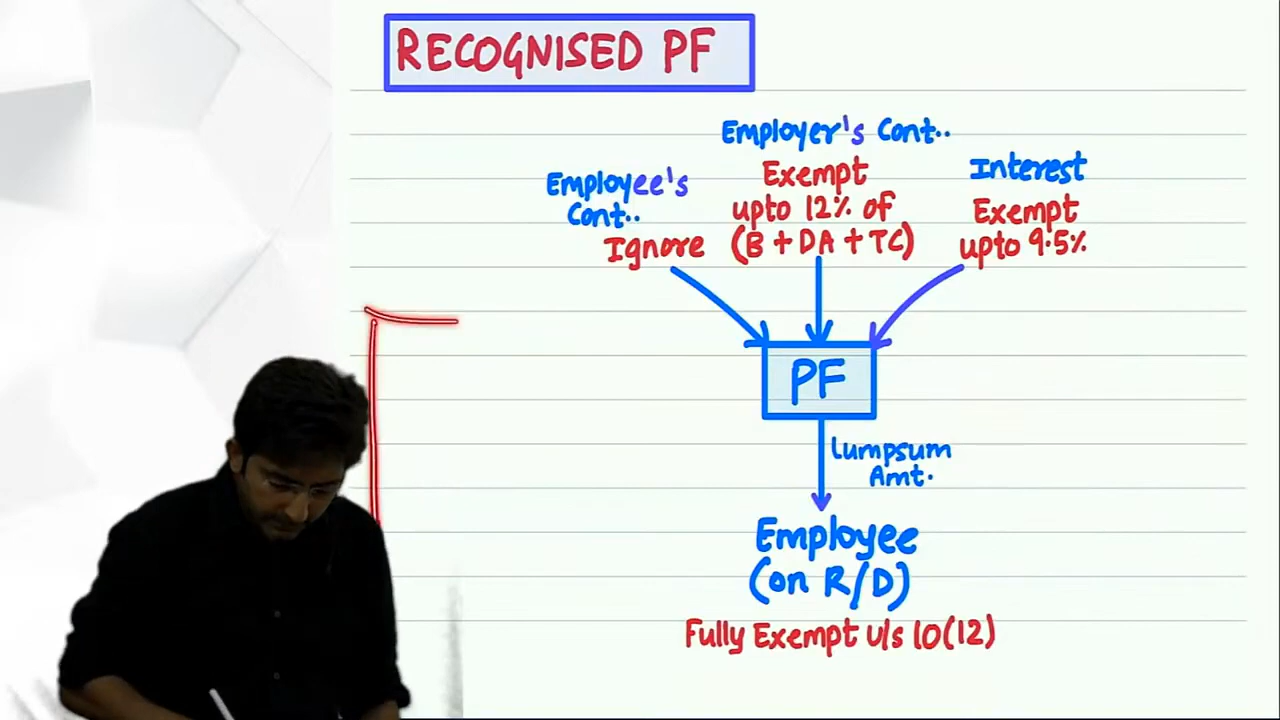 RECOGNISED PF
Employee's
Cont..
Ignore
Employer's Cont..
Exempt
upto 12% of
(B + DA + TC)
Interest
Exempt
upto 9.5%
PF
Lumpsum
Amt.
Employee
(on R/D)
Fully Exempt u/s 10(12)